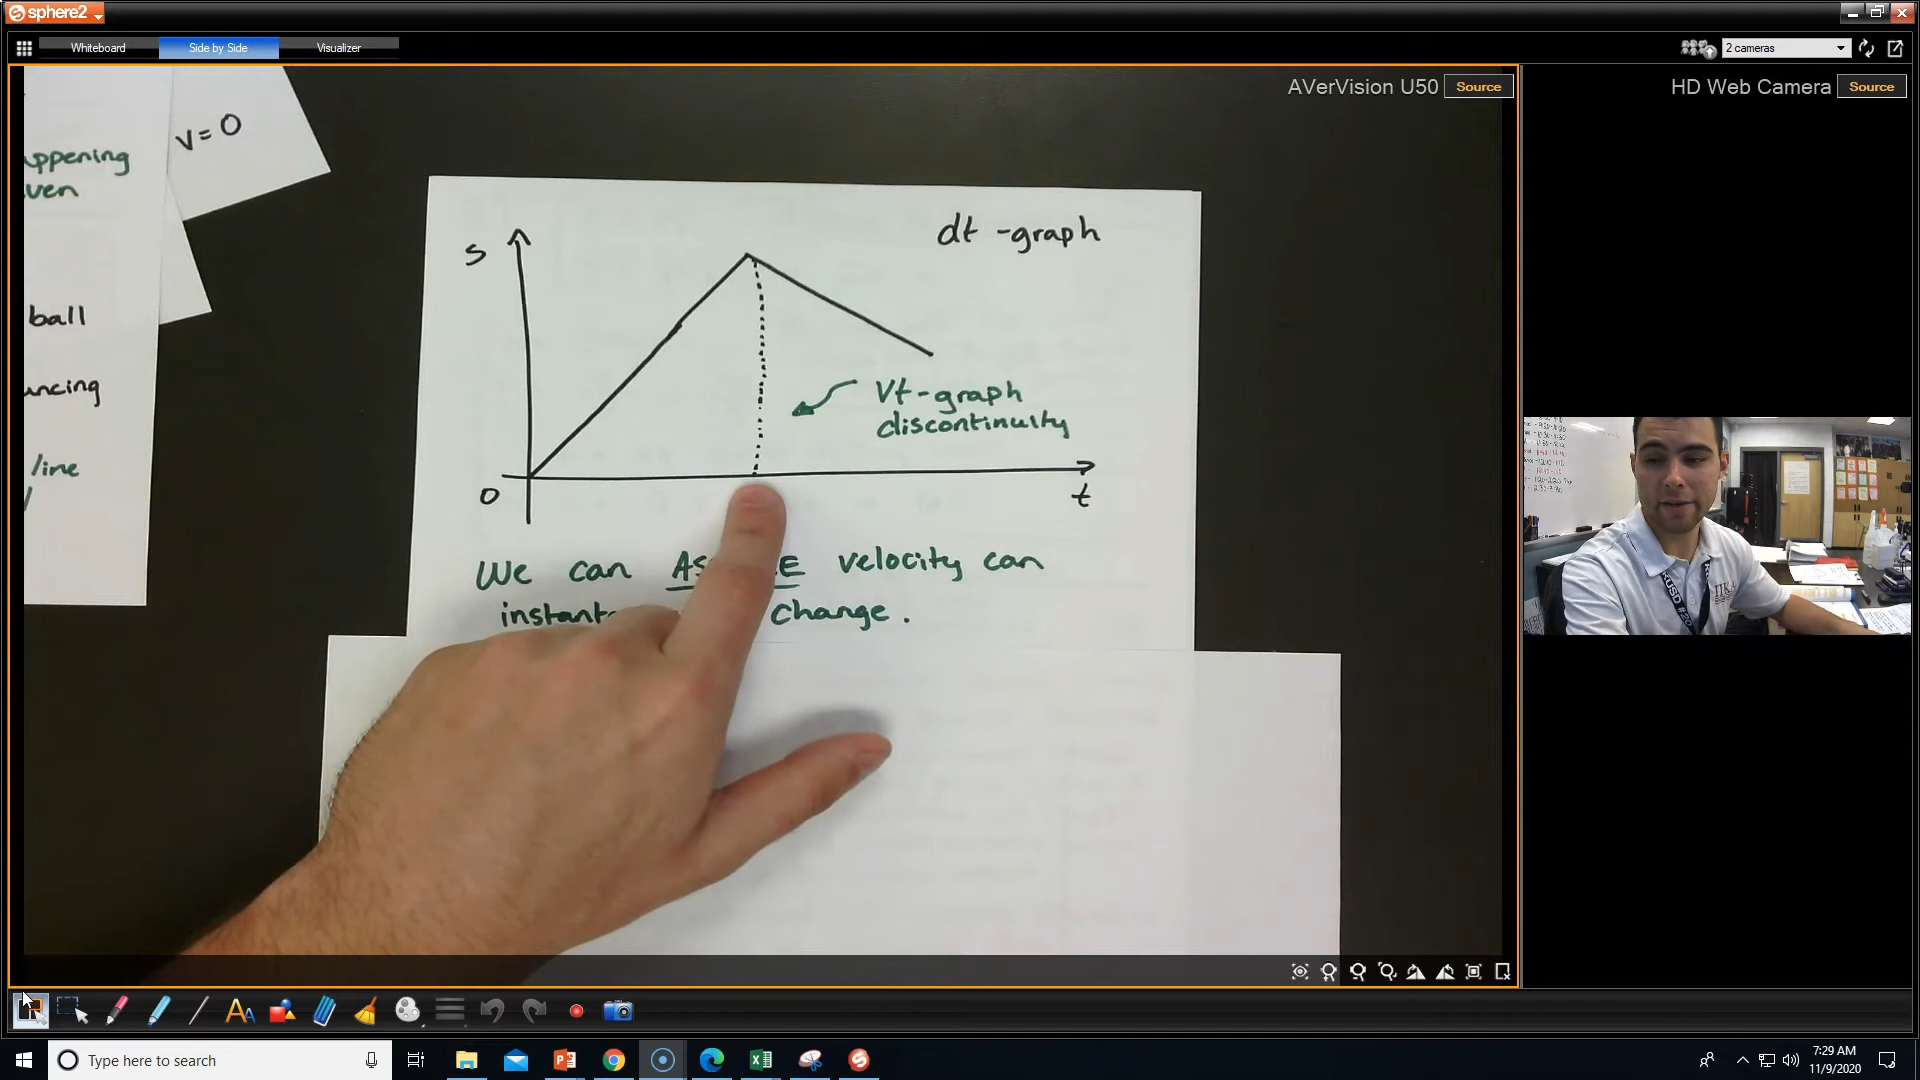 sphere2
Whiteboard
Side by Side
Visualizer
2 cameras
AVerVision U50 Source
HD Web Camera Source
v = 0
ppening
ven
ball
uncing
line
dt -graph
s
Vt-graph
discontinuity
0
t
We can velocity can
change.
KUSD
Type here to search
7:29 AM
11/9/2020